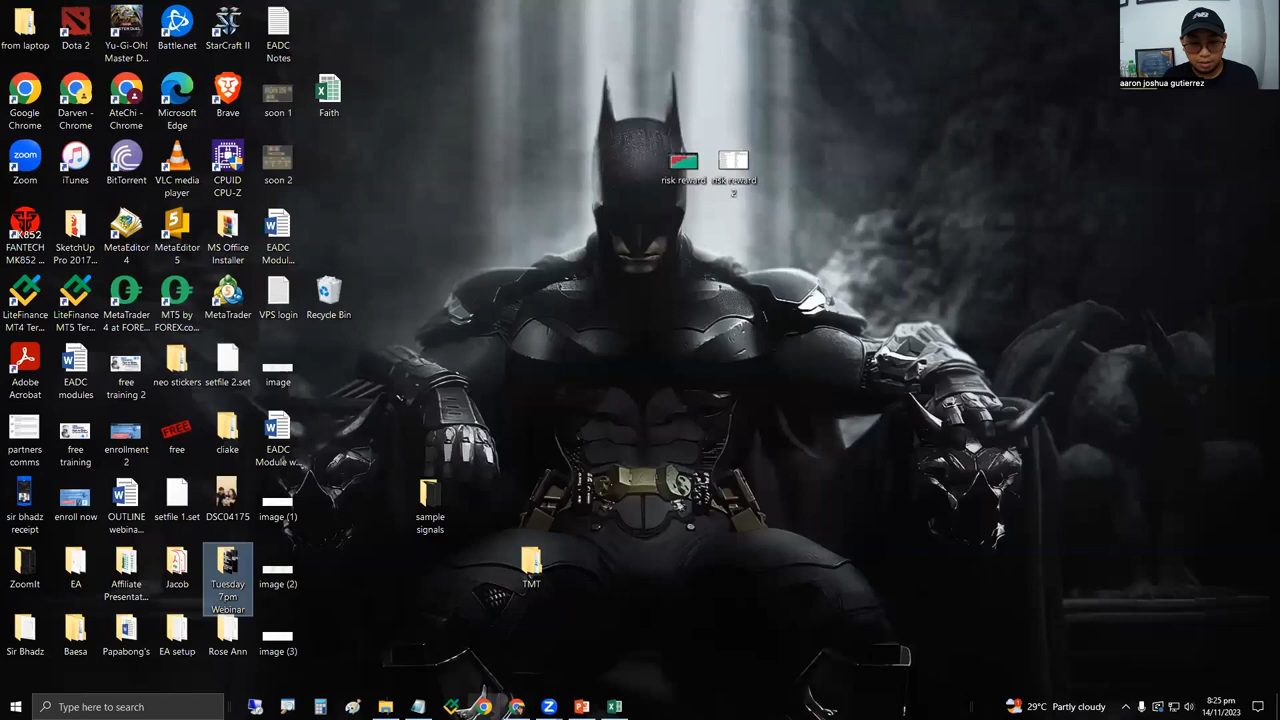 from laptop
Dota 2
Yu-Gi-Oh!
Master D...
Battle.net
StarCraft II
EADC
Notes
aaron joshua gutierrez
Google
Chrome
Darven -
Chrome
AteChi -
Chrome
Microsoft
Edge
Brave
soon 1
Faith
Zoom
iTunes
BitTorrent
VLC media
player
CPUID
CPU-Z
soon 2
risk reward
risk reward
2
FANTECH
MK852 ...
SketchUp
Pro 2017...
MetaEditor
4
MetaEditor
5
MS Office
Installer
EADC
Modul...
LiteFinance
MT4 Ter...
LiteFinance
MT5 Ter...
MetaTrader
4 at FORE...
MT5 by
FOREX.co...
MetaTrader
VPS login
Recycle Bin
Adobe
Acrobat
EADC
modules
free
training 2
neo stickers
setfile 2.set
image
partners
comms
free
training
enrollment
2
FREE
free
diake
EADC
Module w...
sir bhadz
receipt
enroll now
OUTLINE
webina...
setfile 1.set
DSC04175
image (1)
sample
signals
ZoomIt
EA
Affiliate
Presentat...
Jacob
Tuesday
7pm
Webinar
image (2)
TMT
Sir Bhadz
Baesa
Papabong's
EA setup
Rose Ann
image (3)
Type here to search
29°C Partly cloudy
8:25 pm
14/11/2023